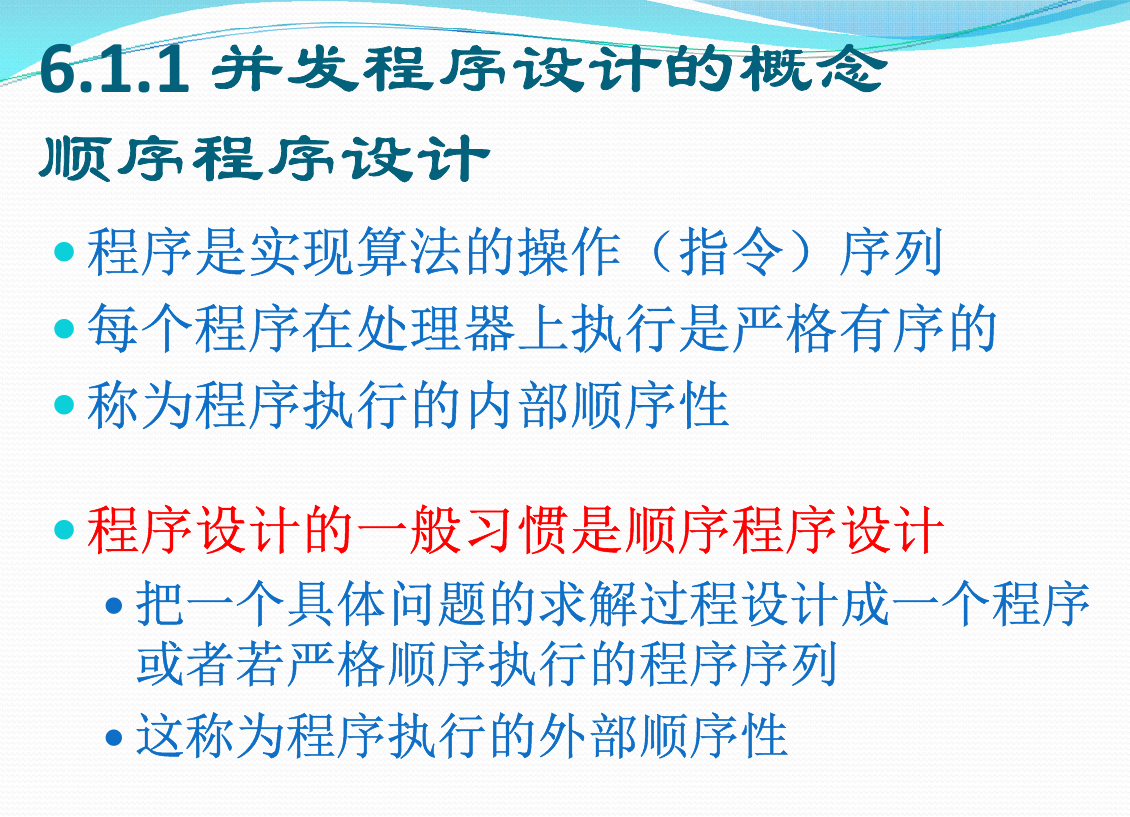 6.1.1 并发程序设计的概念
顺序程序设计
程序是实现算法的操作（指令）序列
每个程序在处理器上执行是严格有序的
称为程序执行的内部顺序性
程序设计的一般习惯是顺序程序设计
把一个具体问题的求解过程设计成一个程序
或者若严格顺序执行的程序序列
这称为程序执行的外部顺序性